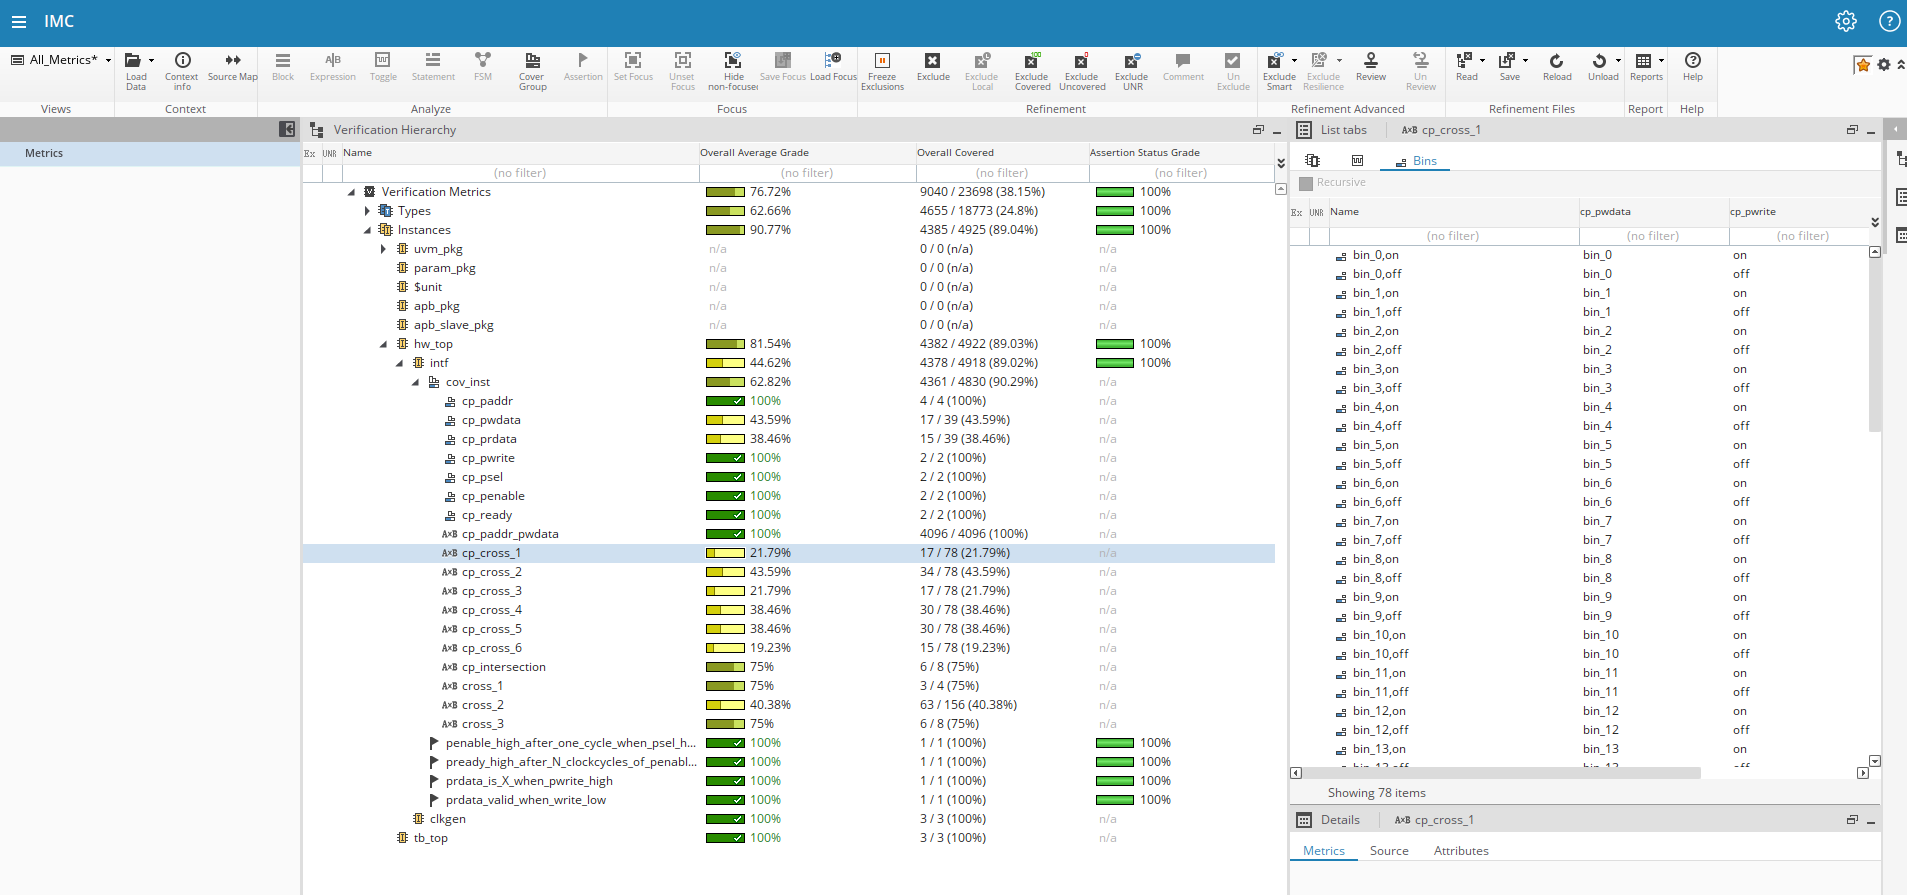 IMC
All_Metrics*
Load Data
Context info
Source Map
Block
Expression
Toggle
Statement
FSM
Cover Group
Assertion
Set Focus
Unset Focus
Hide non-focused
Save Focus
Load Focus
Freeze Exclusions
Exclude
Exclude Local
Exclude Covered
Exclude Uncovered
Exclude UNR
Comment
Un Exclude
Exclude Smart
Exclude Resilience
Review
Un Review
Read
Save
Reload
Unload
Reports
Help
Views
Context
Analyze
Focus
Refinement
Refinement Advanced
Refinement Files
Report
Help
Metrics
Verification Hierarchy
Ex UNR Name Overall Average Grade Overall Covered Assertion Status Grade
(no filter) (no filter) (no filter) (no filter)
Verification Metrics 76.72% 9040 / 23698 (38.15%) 100%
Types 62.66% 4655 / 18773 (24.8%) 100%
Instances 90.77% 4385 / 4925 (89.04%) 100%
uvm_pkg n/a 0 / 0 (n/a) n/a
param_pkg n/a 0 / 0 (n/a) n/a
$unit n/a 0 / 0 (n/a) n/a
apb_pkg n/a 0 / 0 (n/a) n/a
apb_slave_pkg n/a 0 / 0 (n/a) n/a
hw_top 81.54% 4382 / 4922 (89.03%) 100%
intf 44.62% 4378 / 4918 (89.02%) 100%
cov_inst 62.82% 4361 / 4830 (90.29%) n/a
cp_paddr 100% 4 / 4 (100%) n/a
cp_pwdata 43.59% 17 / 39 (43.59%) n/a
cp_prdata 38.46% 15 / 39 (38.46%) n/a
cp_pwrite 100% 2 / 2 (100%) n/a
cp_psel 100% 2 / 2 (100%) n/a
cp_penable 100% 2 / 2 (100%) n/a
cp_ready 100% 2 / 2 (100%) n/a
A×B cp_paddr_pwdata 100% 4096 / 4096 (100%) n/a
A×B cp_cross_1 21.79% 17 / 78 (21.79%) n/a
A×B cp_cross_2 43.59% 34 / 78 (43.59%) n/a
A×B cp_cross_3 21.79% 17 / 78 (21.79%) n/a
A×B cp_cross_4 38.46% 30 / 78 (38.46%) n/a
A×B cp_cross_5 38.46% 30 / 78 (38.46%) n/a
A×B cp_cross_6 19.23% 15 / 78 (19.23%) n/a
A×B cp_intersection 75% 6 / 8 (75%) n/a
A×B cross_1 75% 3 / 4 (75%) n/a
A×B cross_2 40.38% 63 / 156 (40.38%) n/a
A×B cross_3 75% 6 / 8 (75%) n/a
penable_high_after_one_cycle_when_psel_h... 100% 1 / 1 (100%) 100%
pready_high_after_N_clockcycles_of_penabl... 100% 1 / 1 (100%) 100%
prdata_is_X_when_pwrite_high 100% 1 / 1 (100%) 100%
prdata_valid_when_write_low 100% 1 / 1 (100%) 100%
clkgen 100% 3 / 3 (100%) n/a
tb_top 100% 3 / 3 (100%) n/a
List tabs A×B cp_cross_1
Bins
Recursive
Ex UNR Name cp_pwdata cp_pwrite
(no filter) (no filter) (no filter)
bin_0,on bin_0 on
bin_0,off bin_0 off
bin_1,on bin_1 on
bin_1,off bin_1 off
bin_2,on bin_2 on
bin_2,off bin_2 off
bin_3,on bin_3 on
bin_3,off bin_3 off
bin_4,on bin_4 on
bin_4,off bin_4 off
bin_5,on bin_5 on
bin_5,off bin_5 off
bin_6,on bin_6 on
bin_6,off bin_6 off
bin_7,on bin_7 on
bin_7,off bin_7 off
bin_8,on bin_8 on
bin_8,off bin_8 off
bin_9,on bin_9 on
bin_9,off bin_9 off
bin_10,on bin_10 on
bin_10,off bin_10 off
bin_11,on bin_11 on
bin_11,off bin_11 off
bin_12,on bin_12 on
bin_12,off bin_12 off
bin_13,on bin_13 on
Showing 78 items
Details A×B cp_cross_1
Metrics Source Attributes